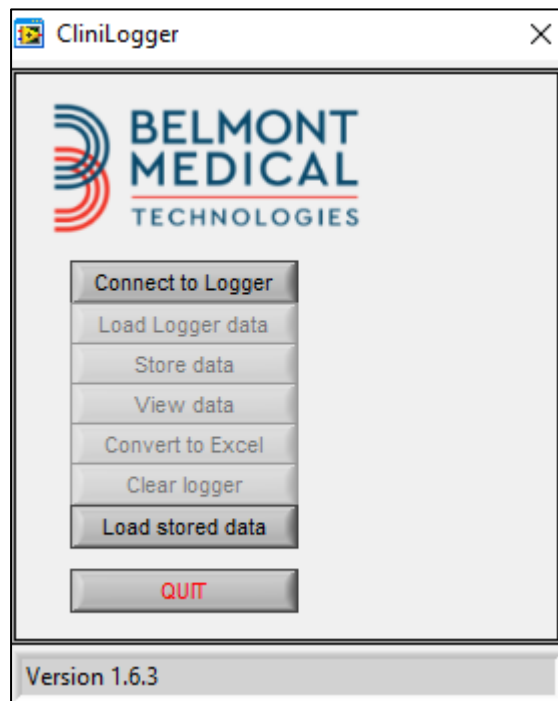 CliniLogger
BELMONT
MEDICAL
TECHNOLOGIES
Connect to Logger
Load Logger data
Store data
View data
Convert to Excel
Clear logger
Load stored data
QUIT
Version 1.6.3